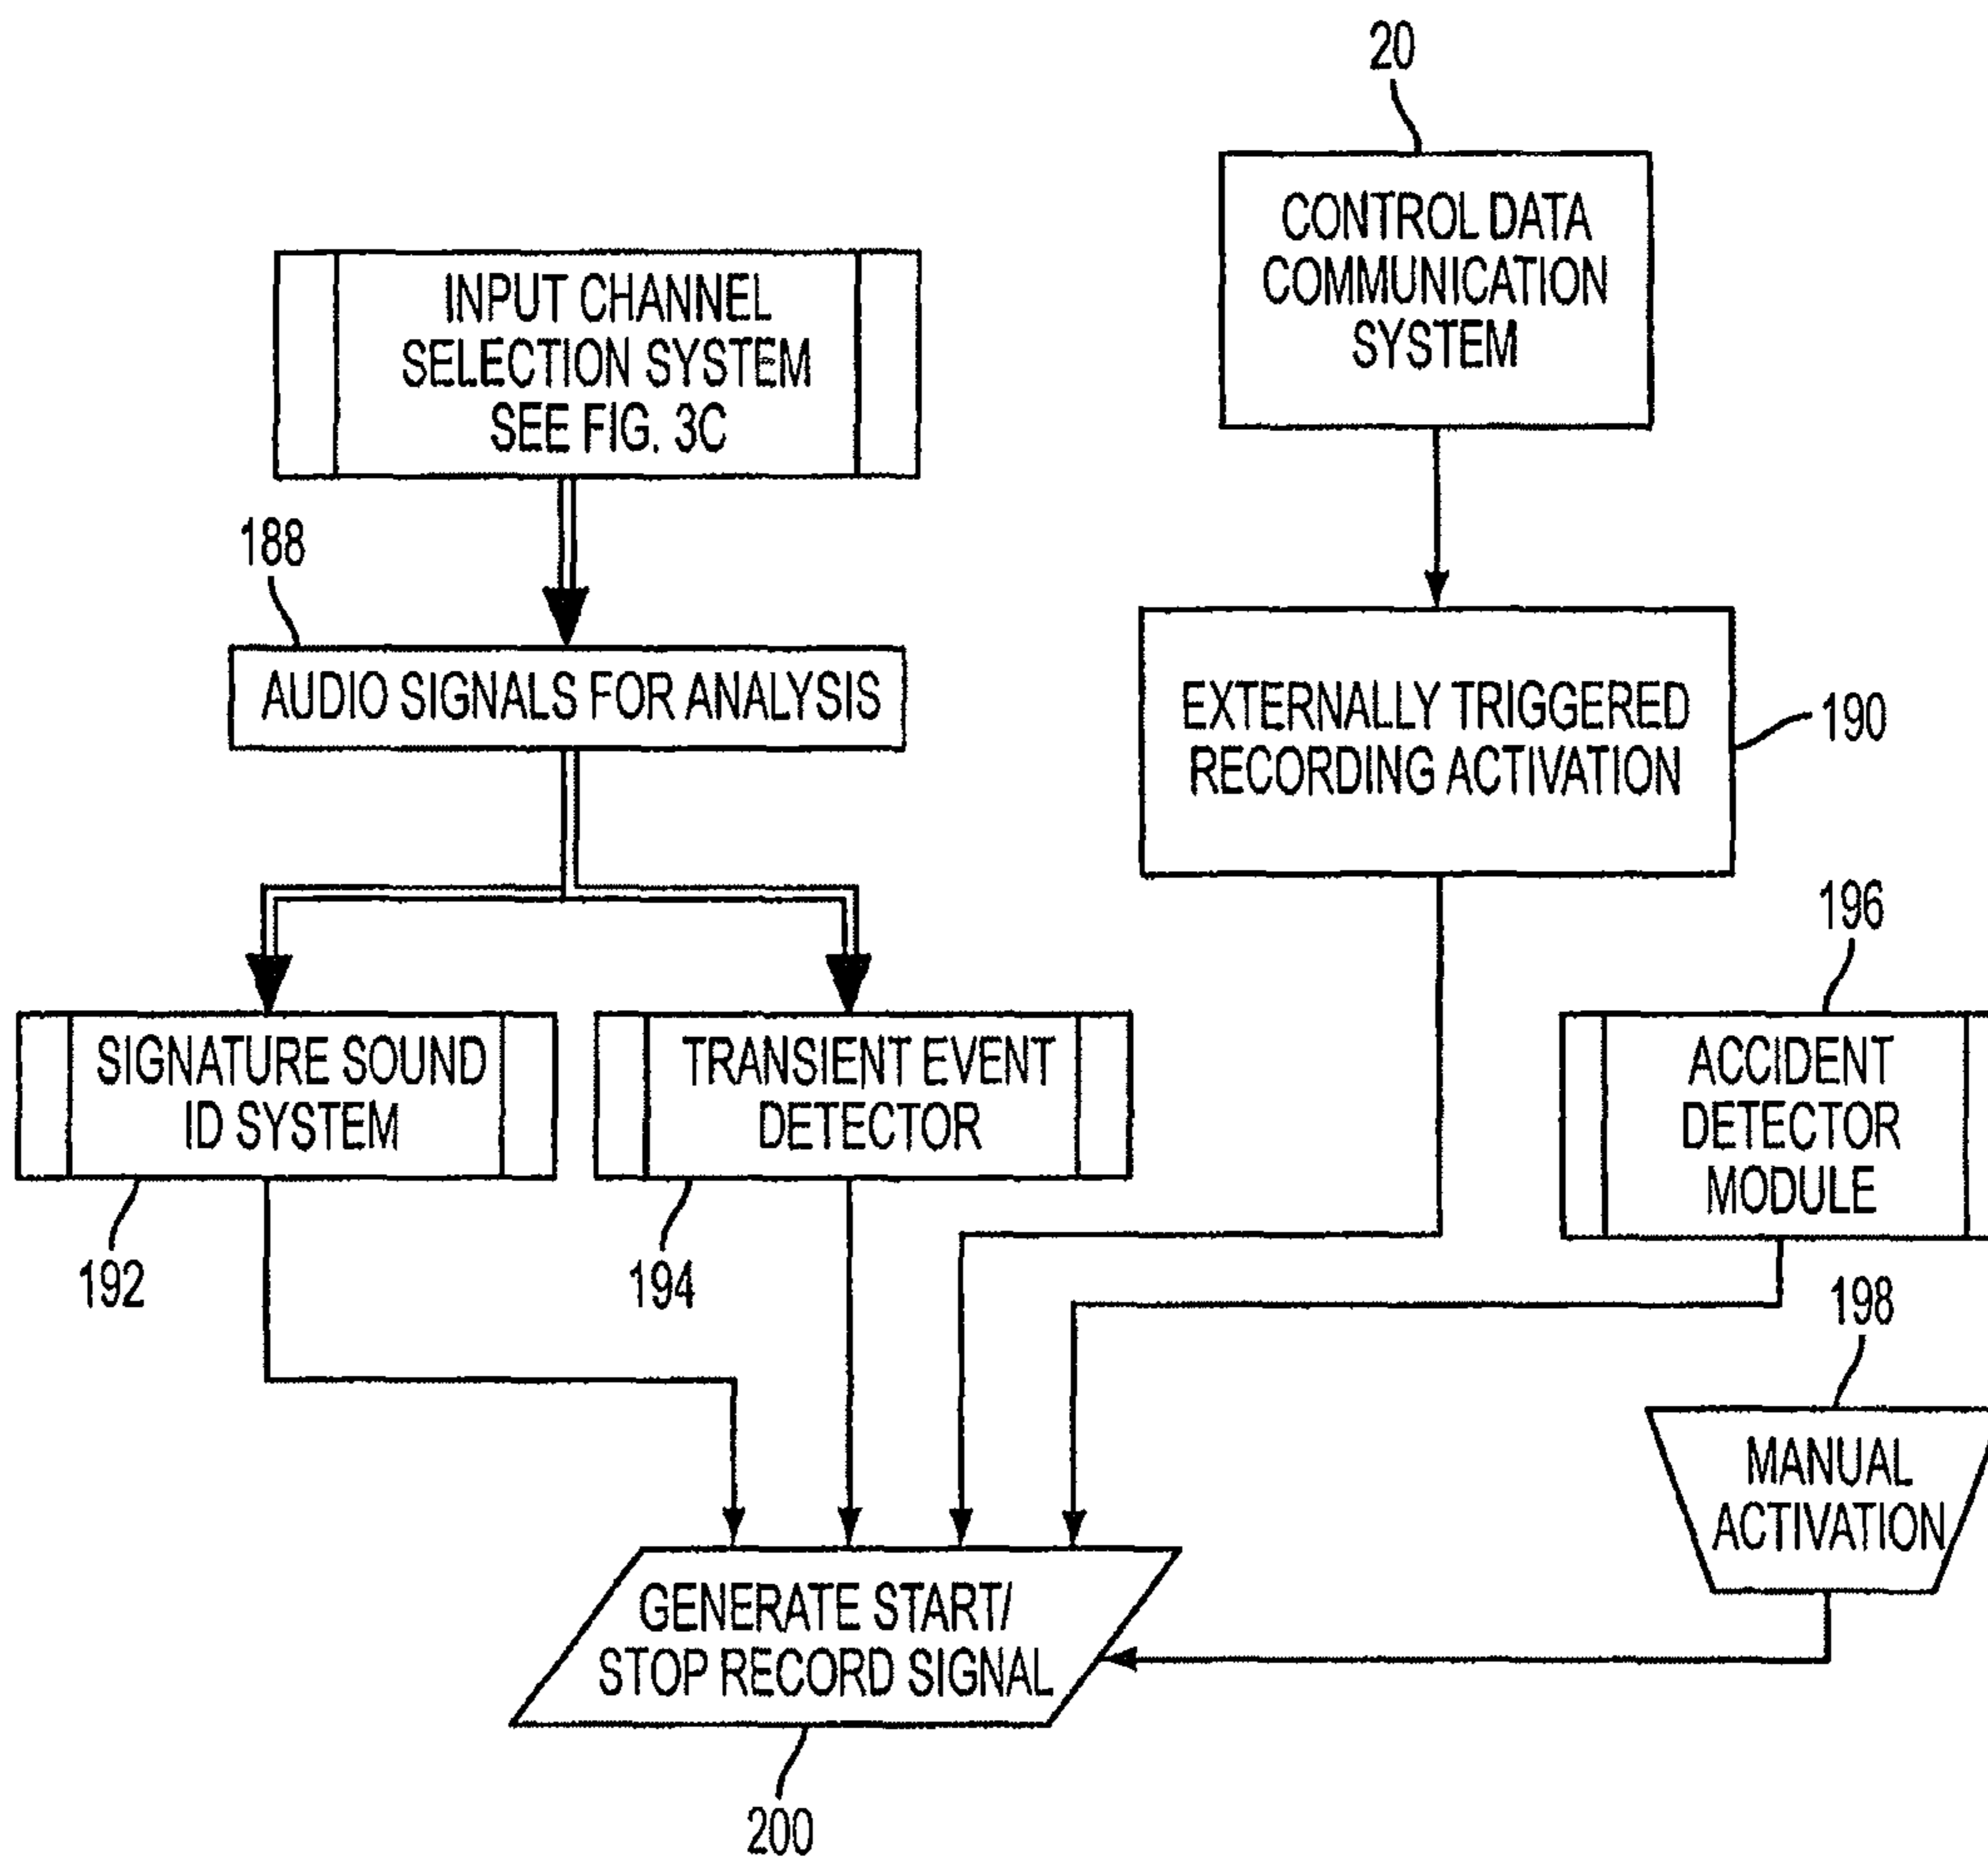 20
CONTROL DATA
COMMUNICATION
SYSTEM
INPUT CHANNEL
SELECTION SYSTEM
SEE FIG. 3C
188
AUDIO SIGNALS FOR ANALYSIS
EXTERNALLY TRIGGERED
RECORDING ACTIVATION
190
196
SIGNATURE SOUND
ID SYSTEM
TRANSIENT EVENT
DETECTOR
ACCIDENT
DETECTOR
MODULE
192
194
198
MANUAL
ACTIVATION
GENERATE START/
STOP RECORD SIGNAL
200